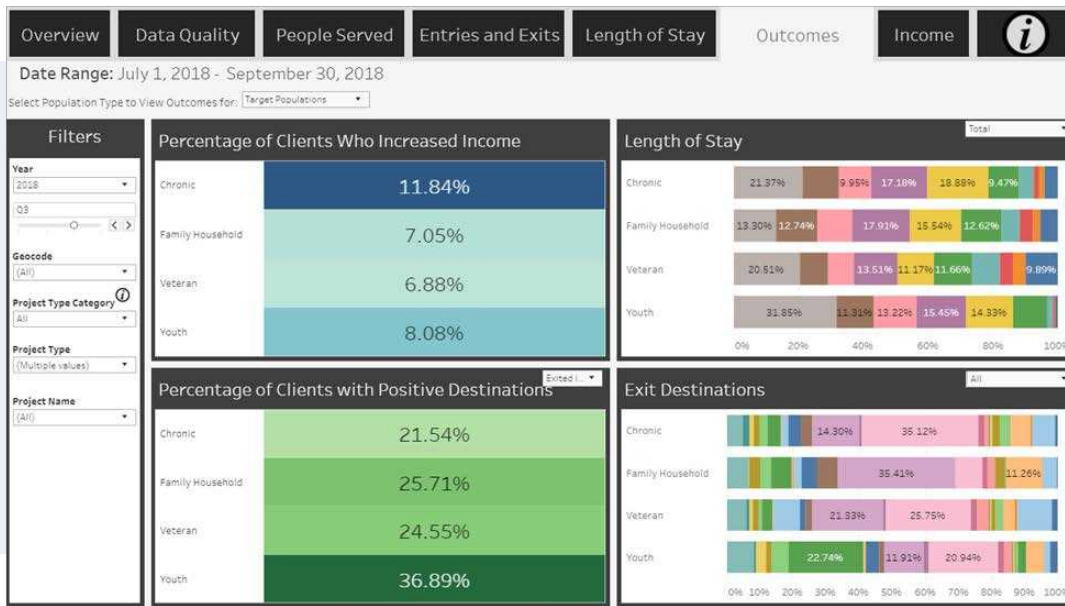 Overview Data Quality People Served Entries and Exits Length of Stay Outcomes Income i
Date Range: July 1, 2018 - September 30, 2018
Select Population Type to View Outcomes for: Target Populations
Filters
Year
2018
Q3
Geocode
(All)
Project Type Category i
All
Project Type
(Multiple values)
Project Name
(All)
Percentage of Clients Who Increased Income
Chronic 11.84%
Family Household 7.05%
Veteran 6.88%
Youth 8.08%
Length of Stay Total
Chronic 21.37% 9.95% 17.18% 18.88% 9.47%
Family Household 13.30% 12.74% 17.91% 15.54% 12.62%
Veteran 20.51% 13.51% 11.17% 11.66% 9.89%
Youth 31.85% 11.31% 13.22% 15.45% 14.33%
0% 20% 40% 60% 80% 100%
Percentage of Clients with Positive Destinations Exited i...
Chronic 21.54%
Family Household 25.71%
Veteran 24.55%
Youth 36.89%
Exit Destinations All
Chronic 14.30% 35.12%
Family Household 35.41% 11.26%
Veteran 21.33% 25.75%
Youth 22.74% 11.91% 20.94%
0% 10% 20% 30% 40% 50% 60% 70% 80% 90% 100%